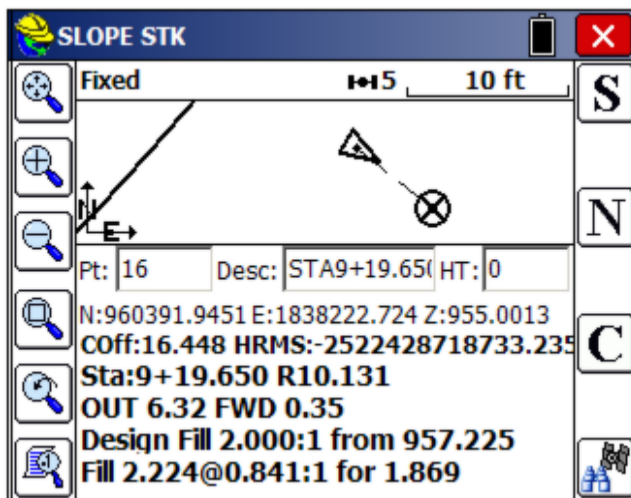 SLOPE STK
Fixed 5 10 ft
S
N
E
Pt: 16 Desc: STA9+19.65( HT: 0
N
N:960391.9451 E:1838222.724 Z:955.0013
COff:16.448 HRMS:-2522428718733.235
C
Sta:9+19.650 R10.131
OUT 6.32 FWD 0.35
Design Fill 2.000:1 from 957.225
Fill 2.224@0.841:1 for 1.869